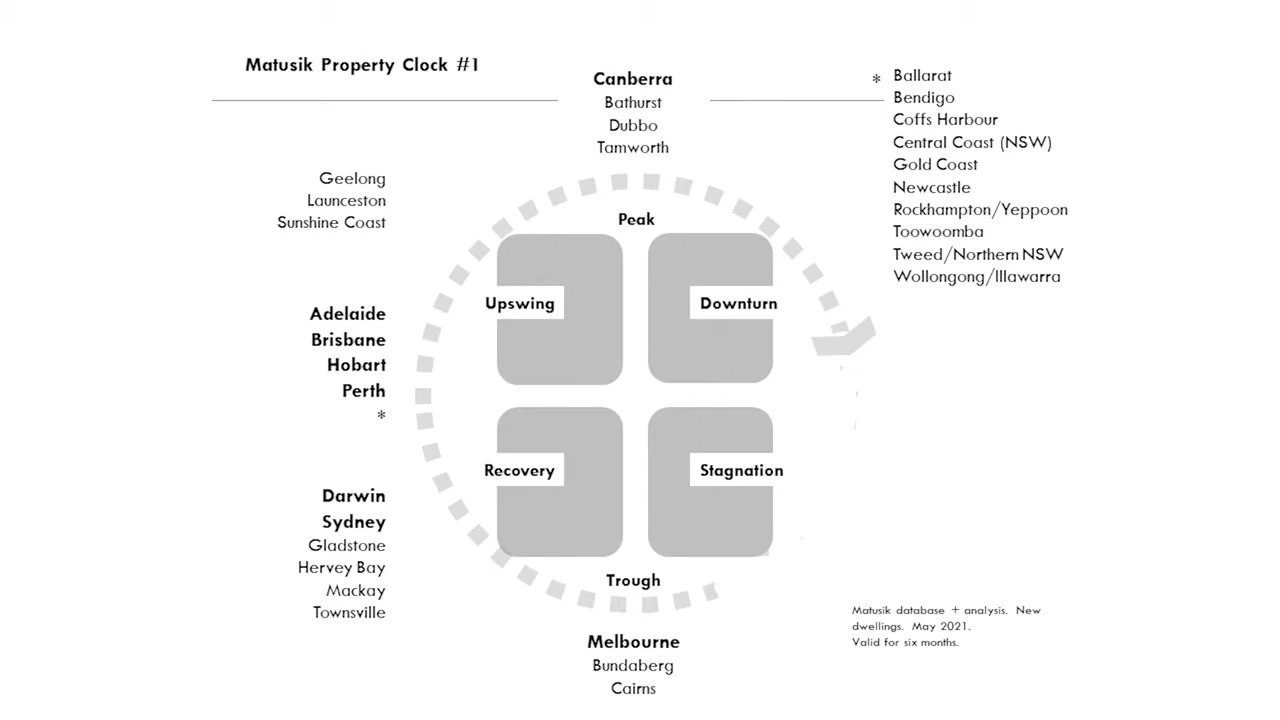 Matusik Property Clock #1
Canberra
Bathurst
Dubbo
Tamworth
* Ballarat
Bendigo
Coffs Harbour
Central Coast (NSW)
Gold Coast
Newcastle
Rockhampton/Yeppoon
Toowoomba
Tweed/Northern NSW
Wollongong/Illawarra
Geelong
Launceston
Sunshine Coast
Peak
Upswing
Downturn
Adelaide
Brisbane
Hobart
Perth
*
Recovery
Stagnation
Darwin
Sydney
Gladstone
Hervey Bay
Mackay
Townsville
Trough
Melbourne
Bundaberg
Cairns
Matusik database + analysis. New
dwellings. May 2021.
Valid for six months.